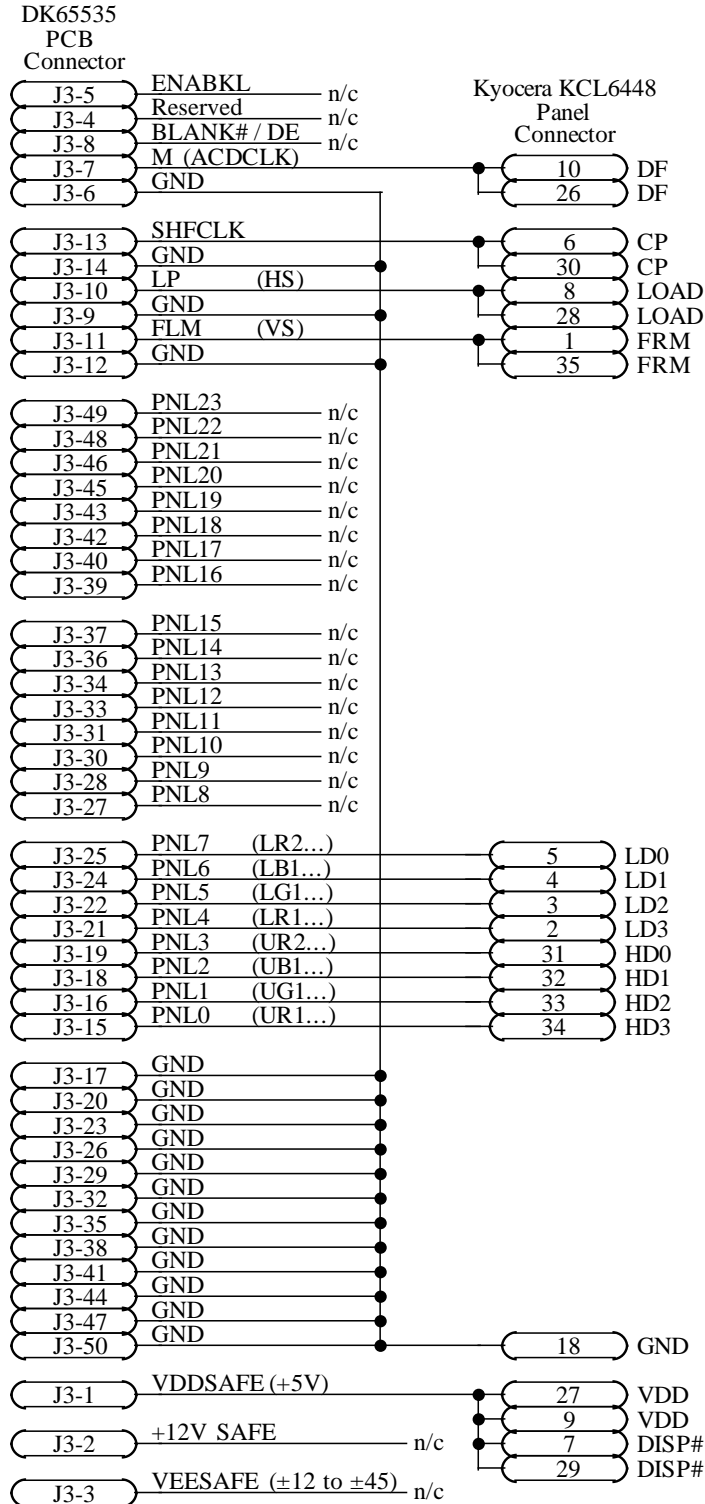 DK65535
PCB
Connector
Kyocera KCL6448
Panel
Connector
J3-5 ENABKL n/c
J3-4 Reserved n/c
J3-8 BLANK# / DE n/c
J3-7 M (ACDCLK) 10 DF
J3-6 GND 26 DF
J3-13 SHFCLK 6 CP
J3-14 GND 30 CP
J3-10 LP (HS) 8 LOAD
J3-9 GND 28 LOAD
J3-11 FLM (VS) 1 FRM
J3-12 GND 35 FRM
J3-49 PNL23 n/c
J3-48 PNL22 n/c
J3-46 PNL21 n/c
J3-45 PNL20 n/c
J3-43 PNL19 n/c
J3-42 PNL18 n/c
J3-40 PNL17 n/c
J3-39 PNL16 n/c
J3-37 PNL15 n/c
J3-36 PNL14 n/c
J3-34 PNL13 n/c
J3-33 PNL12 n/c
J3-31 PNL11 n/c
J3-30 PNL10 n/c
J3-28 PNL9 n/c
J3-27 PNL8 n/c
J3-25 PNL7 (LR2...) 5 LD0
J3-24 PNL6 (LB1...) 4 LD1
J3-22 PNL5 (LG1...) 3 LD2
J3-21 PNL4 (LR1...) 2 LD3
J3-19 PNL3 (UR2...) 31 HD0
J3-18 PNL2 (UB1...) 32 HD1
J3-16 PNL1 (UG1...) 33 HD2
J3-15 PNL0 (UR1...) 34 HD3
J3-17 GND
J3-20 GND
J3-23 GND
J3-26 GND
J3-29 GND
J3-32 GND
J3-35 GND
J3-38 GND
J3-41 GND
J3-44 GND
J3-47 GND
J3-50 GND 18 GND
J3-1 VDDSAFE (+5V) 27 VDD
9 VDD
J3-2 +12V SAFE n/c 7 DISP#
29 DISP#
J3-3 VEESAFE (±12 to ±45) n/c